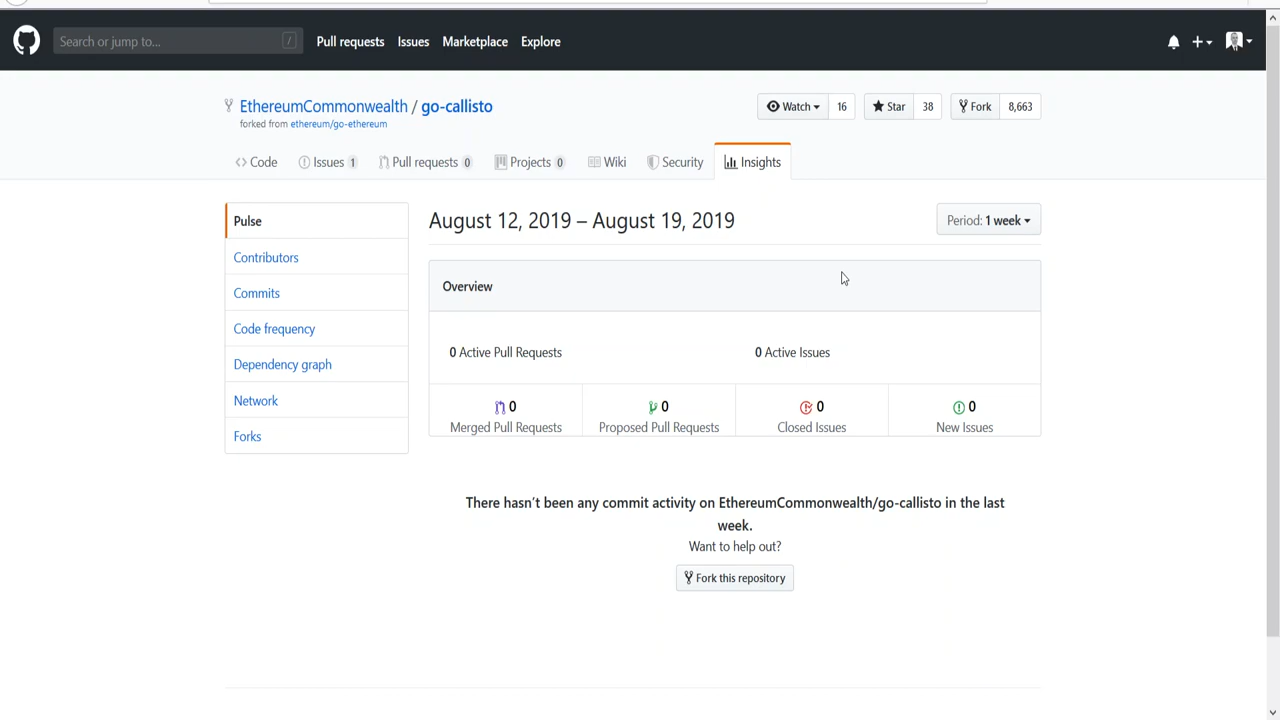 Search or jump to... /
Pull requests Issues Marketplace Explore
EthereumCommonwealth / go-callisto
forked from ethereum/go-ethereum
Watch 16 Star 38 Fork 8,663
Code Issues 1 Pull requests 0 Projects 0 Wiki Security Insights
Pulse
Contributors
Commits
Code frequency
Dependency graph
Network
Forks
August 12, 2019 – August 19, 2019
Period: 1 week
Overview
0 Active Pull Requests
0 Active Issues
0
Merged Pull Requests
0
Proposed Pull Requests
0
Closed Issues
0
New Issues
There hasn't been any commit activity on EthereumCommonwealth/go-callisto in the last
week.
Want to help out?
Fork this repository